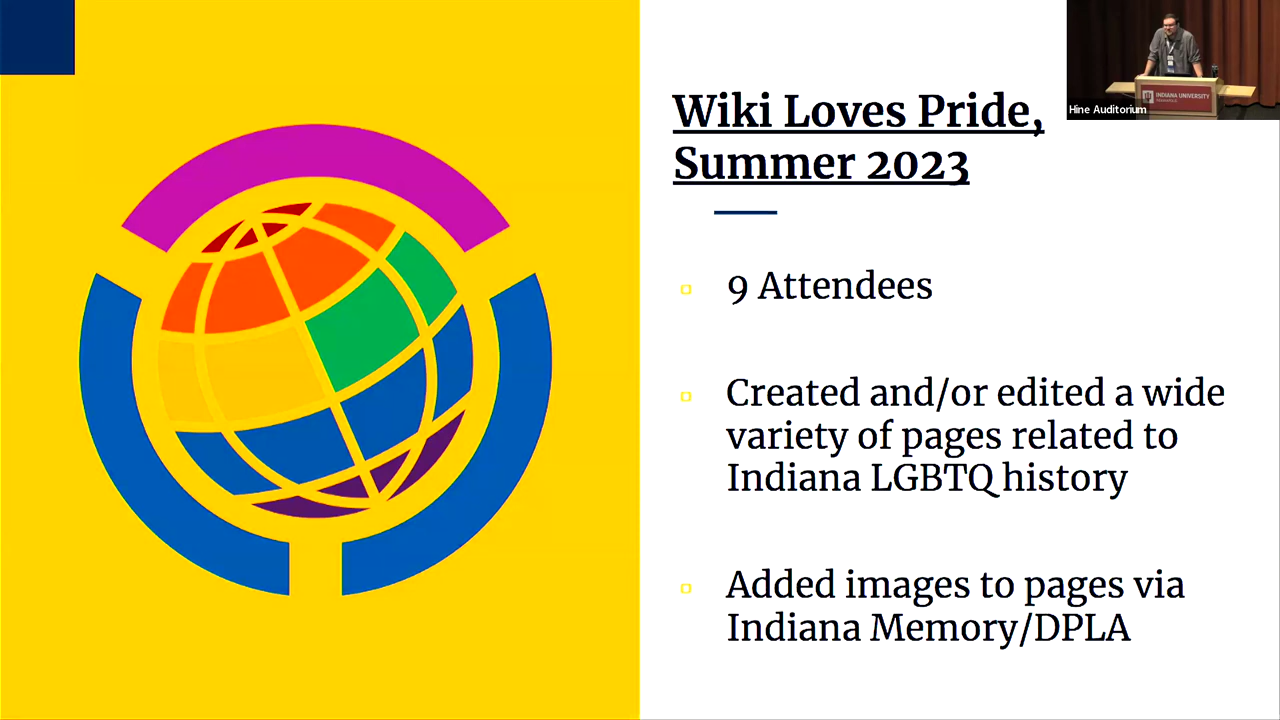 Wiki Loves Pride,
Summer 2023
9 Attendees
Created and/or edited a wide
variety of pages related to
Indiana LGBTQ history
Added images to pages via
Indiana Memory/DPLA
INDIANA UNIVERSITY
Hine Auditorium